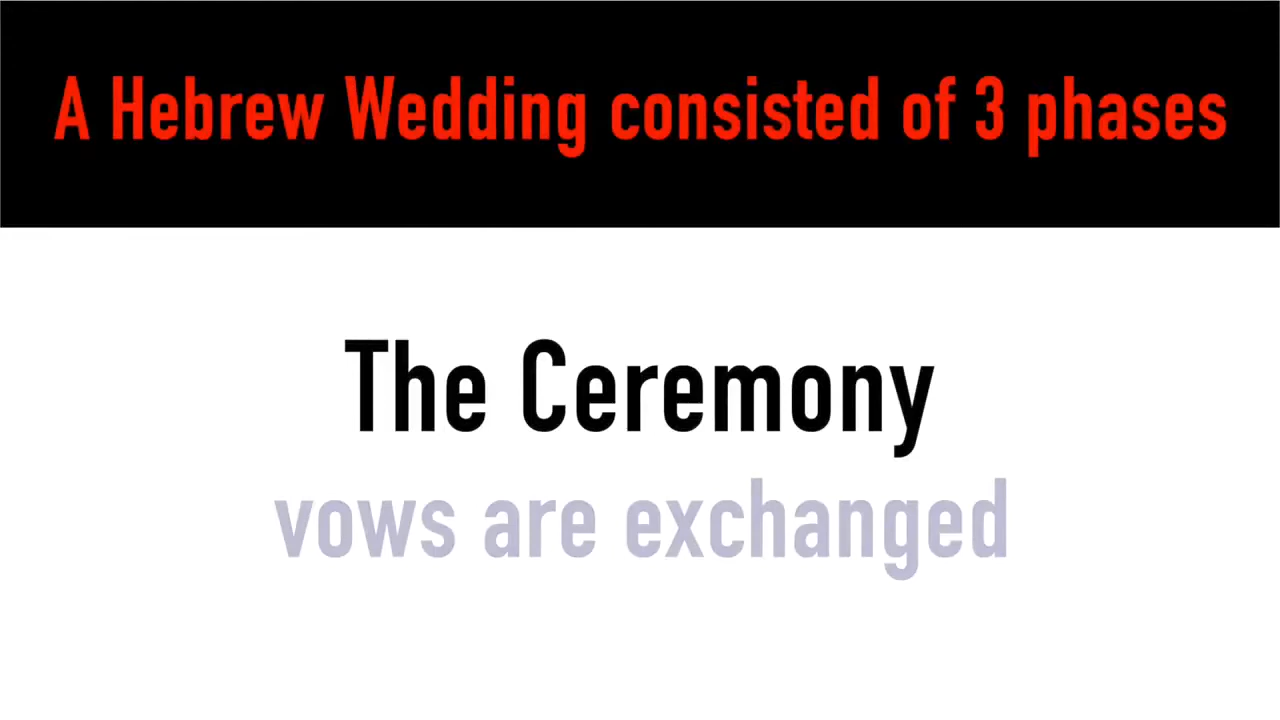 A Hebrew Wedding consisted of 3 phases
The Ceremony
vows are exchanged